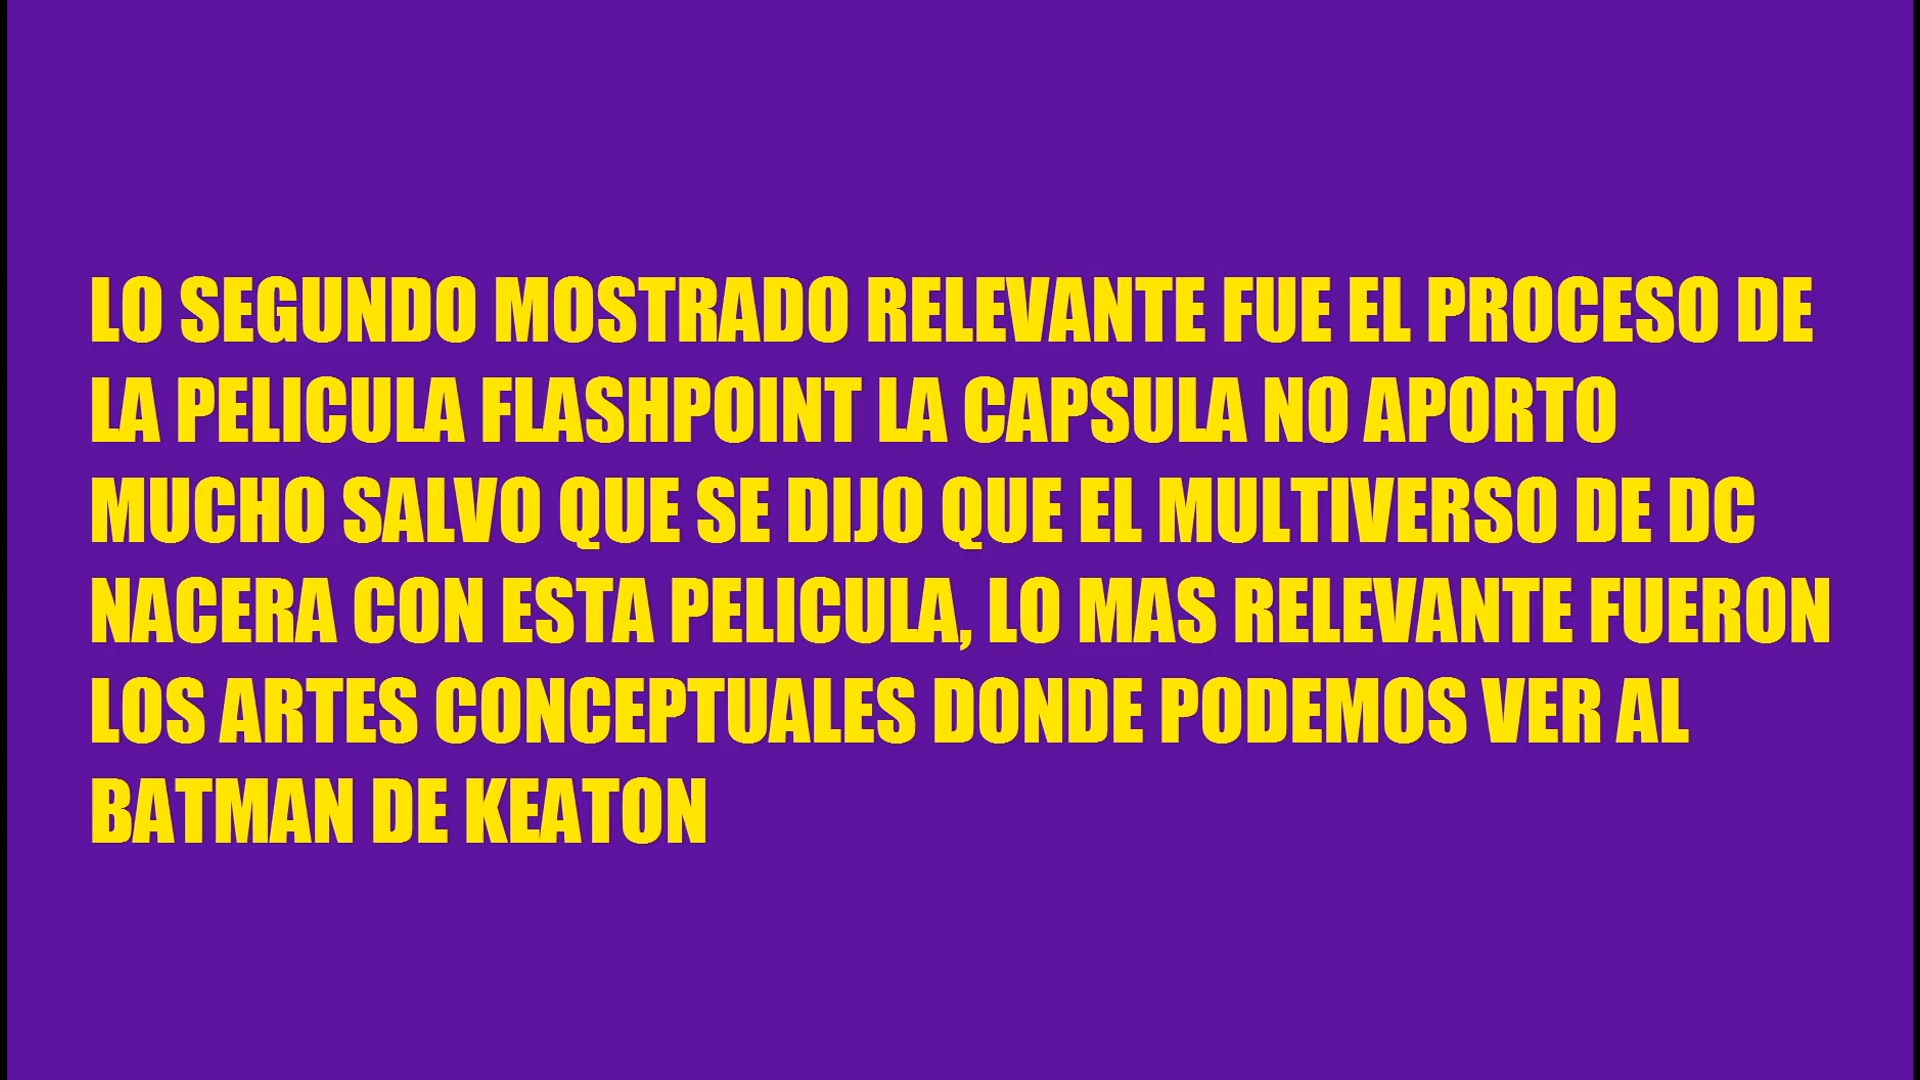 LO SEGUNDO MOSTRADO RELEVANTE FUE EL PROCESO DE
LA PELICULA FLASHPOINT LA CAPSULA NO APORTO
MUCHO SALVO QUE SE DIJO QUE EL MULTIVERSO DE DC
NACERA CON ESTA PELICULA, LO MAS RELEVANTE FUERON
LOS ARTES CONCEPTUALES DONDE PODEMOS VER AL
BATMAN DE KEATON